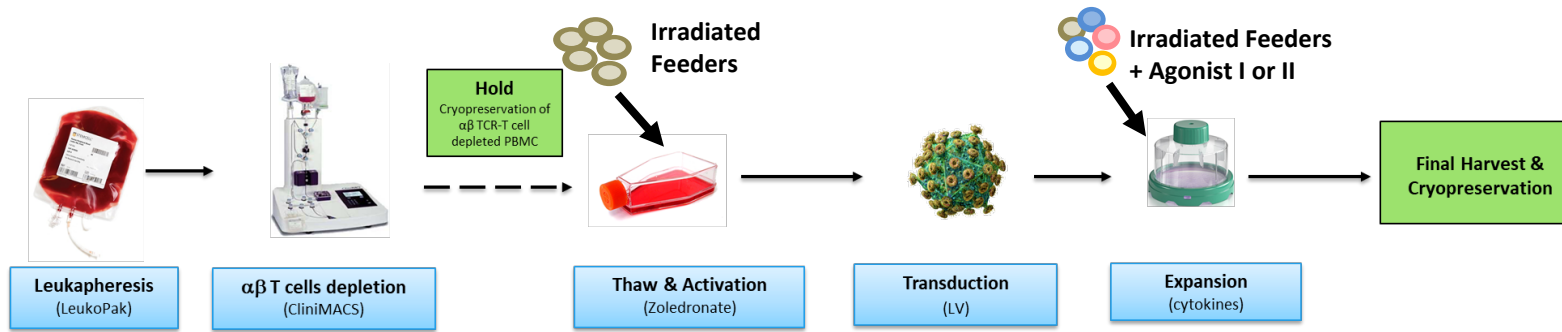 Irradiated
Feeders
Irradiated Feeders
+ Agonist I or II
Hold
Cryopreservation of
αβ TCR-T cell
depleted PBMC
Final Harvest &
Cryopreservation
Leukapheresis
(LeukoPak)
αβ T cells depletion
(CliniMACS)
Thaw & Activation
(Zoledronate)
Transduction
(LV)
Expansion
(cytokines)